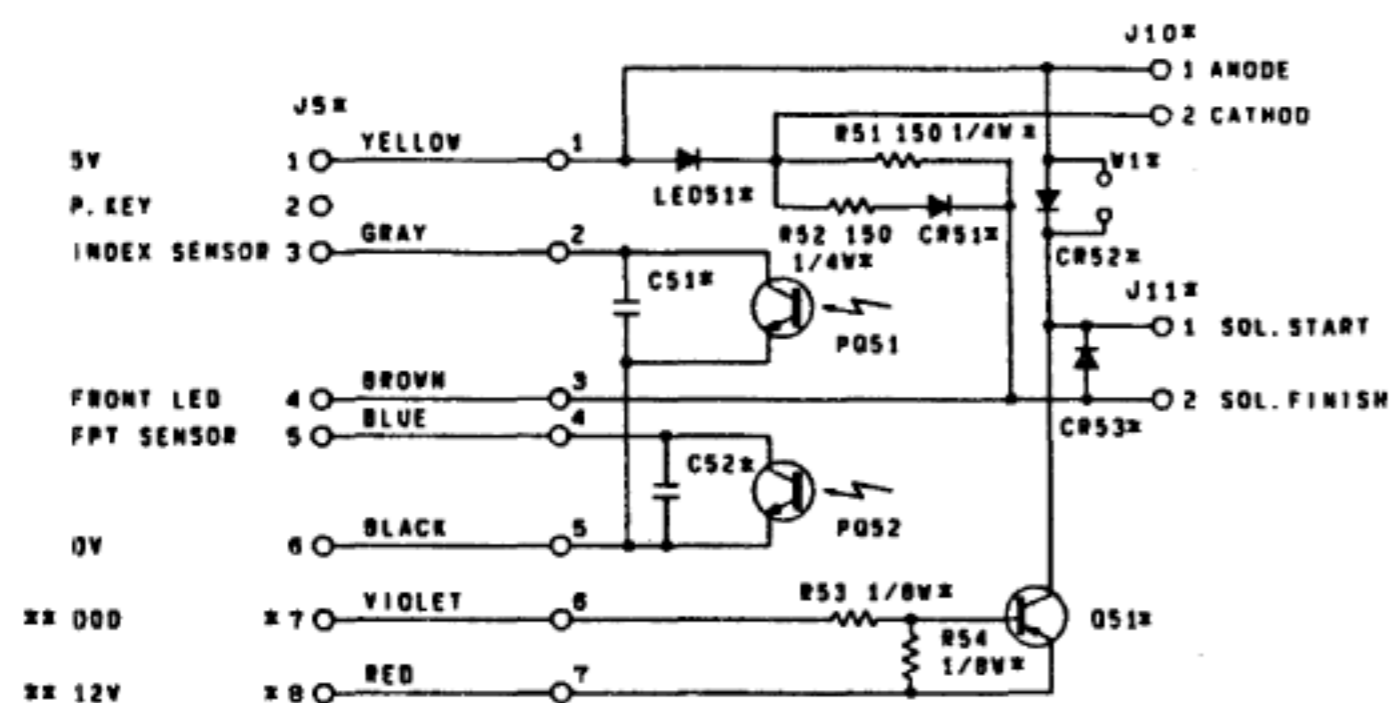 J10*
1 ANODE
J5*
2 CATHOD
YELLOW 1
R51 150 1/4W *
5V 1
W1*
LED51*
P.KEY 2
GRAY 2
R52 150 CR51*
INDEX SENSOR 3
1/4W*
CR52*
C51*
J11*
1 SOL.START
PQ51
BROWN 3
FRONT LED 4
2 SOL.FINISH
BLUE 4
FPT SENSOR 5
CR53*
C52*
BLACK 5
PQ52
0V 6
R53 1/8W*
VIOLET 6
** DOD *7
Q51*
R54
1/8W*
RED 7
** 12V *8